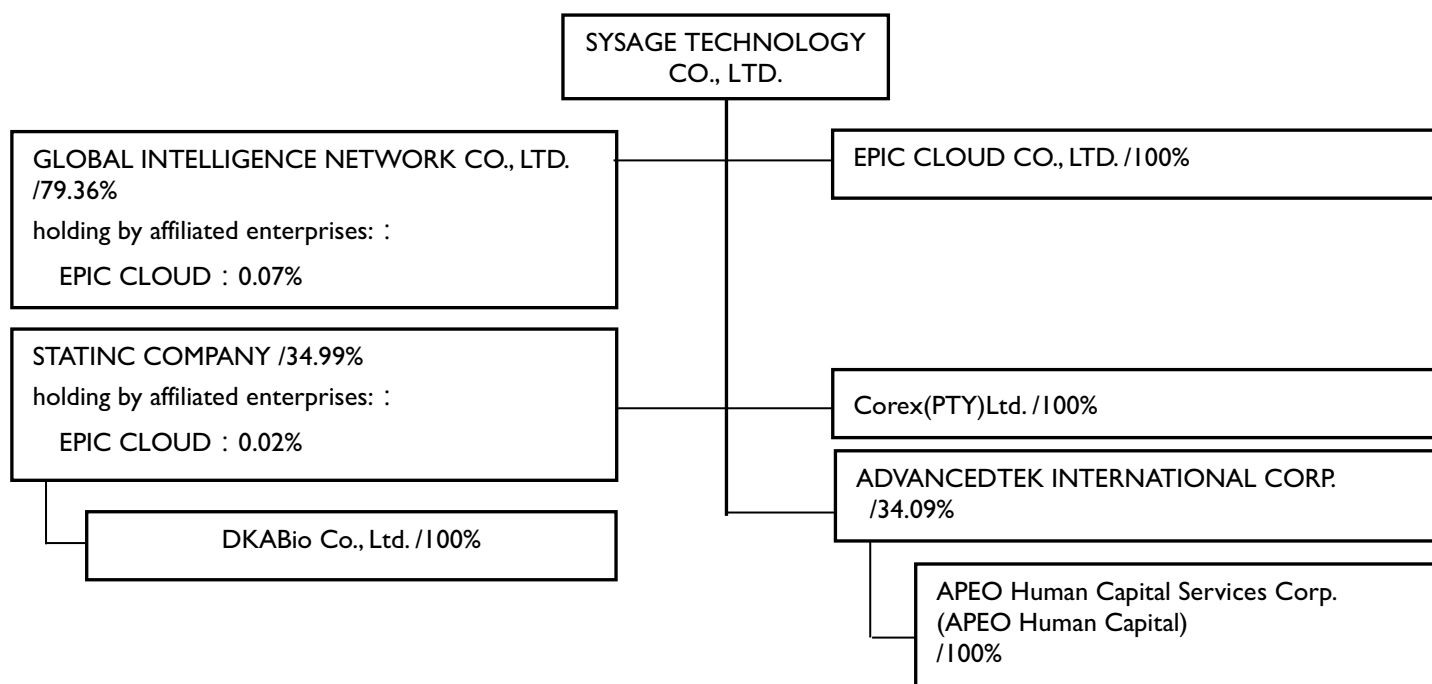 SYSAGE TECHNOLOGY
CO., LTD.
GLOBAL INTELLIGENCE NETWORK CO., LTD.
/79.36%
holding by affiliated enterprises: :
EPIC CLOUD : 0.07%
EPIC CLOUD CO., LTD. /100%
STATINC COMPANY /34.99%
holding by affiliated enterprises: :
EPIC CLOUD : 0.02%
Corex(PTY)Ltd. /100%
DKABio Co., Ltd. /100%
ADVANCEDTEK INTERNATIONAL CORP.
/34.09%
APEO Human Capital Services Corp.
(APEO Human Capital)
/100%